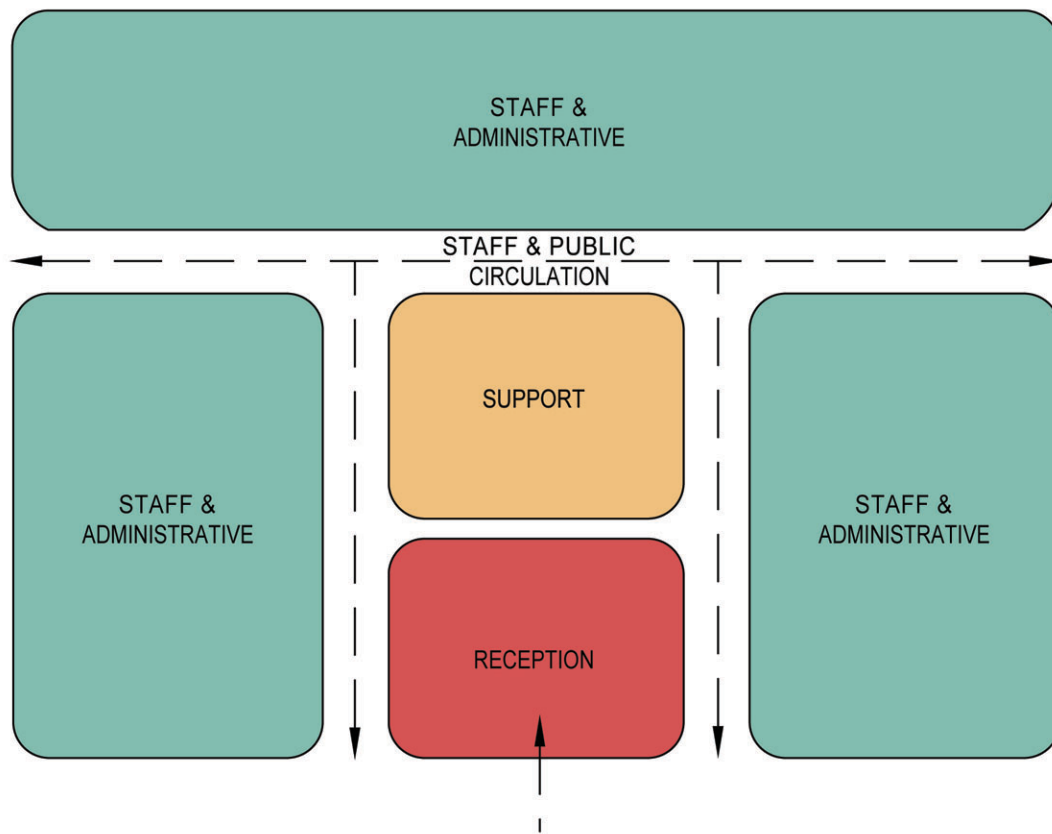 STAFF &
ADMINISTRATIVE
STAFF & PUBLIC
CIRCULATION
SUPPORT
STAFF &
ADMINISTRATIVE
STAFF &
ADMINISTRATIVE
RECEPTION